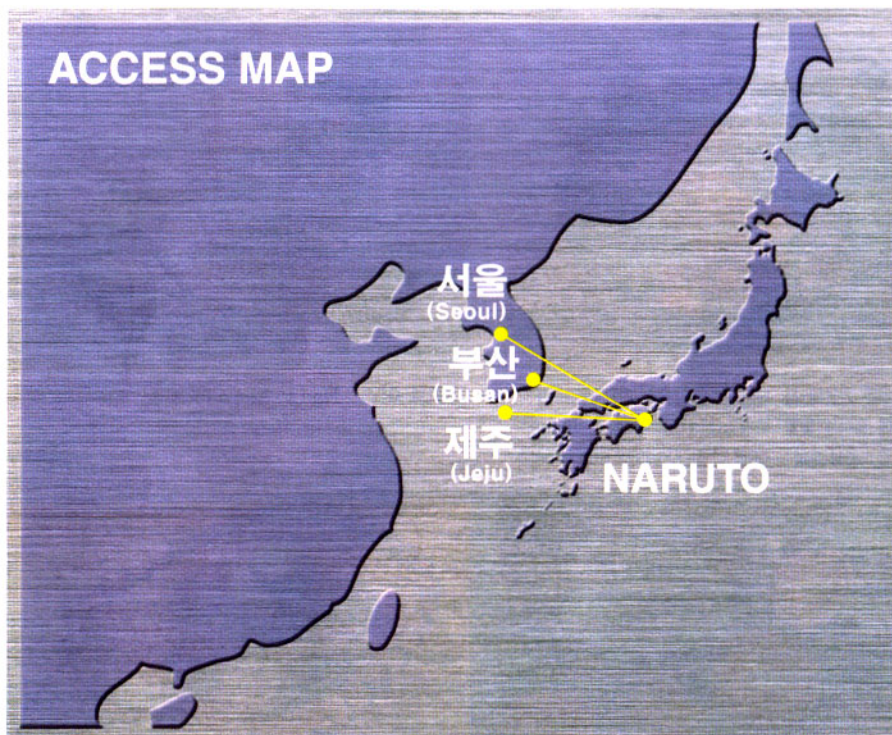 ACCESS MAP
서울
(Seoul)
부산
(Busan)
제주
(Jeju)
NARUTO